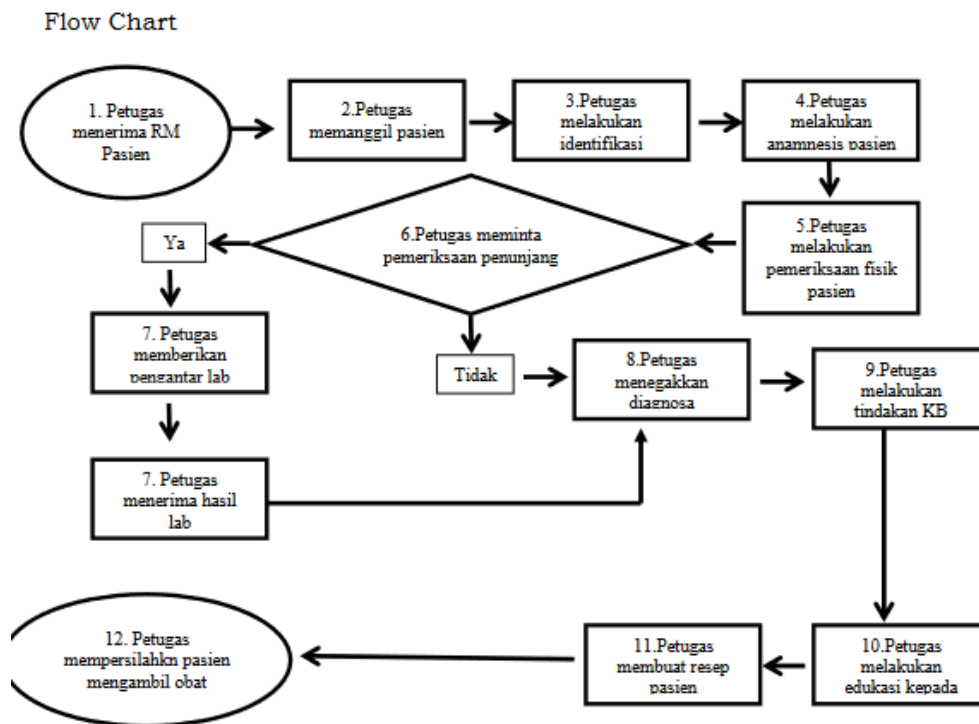 Flow Chart
1. Petugas
menerima RM
Pasien
2.Petugas
memanggil pasien
3.Petugas
melakukan
identifikasi
4.Petugas
melakukan
anamnesis pasien
5.Petugas
melakukan
pemeriksaan fisik
pasien
6.Petugas meminta
pemeriksaan penunjang
Ya
7. Petugas
memberikan
pengantar lab
7. Petugas
menerima hasil
lab
Tidak
8.Petugas
menegakkan
diagnosa
9.Petugas
melakukan
tindakan KB
10.Petugas
melakukan
edukasi kepada
11.Petugas
membuat resep
pasien
12. Petugas
mempersilahkn pasien
mengambil obat